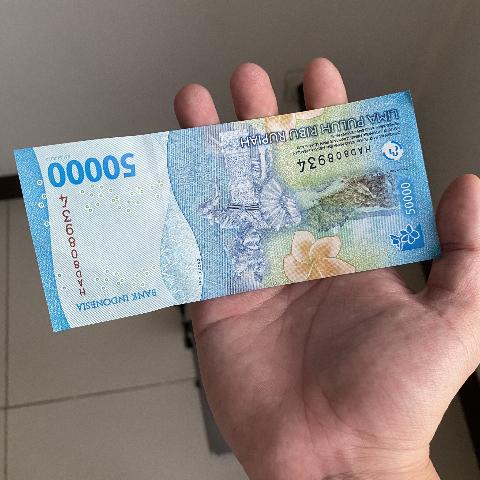 LIMA PULUH RIBU RUPIAH
HAD808934
50000
50000
HAD808934
BANK INDONESIA